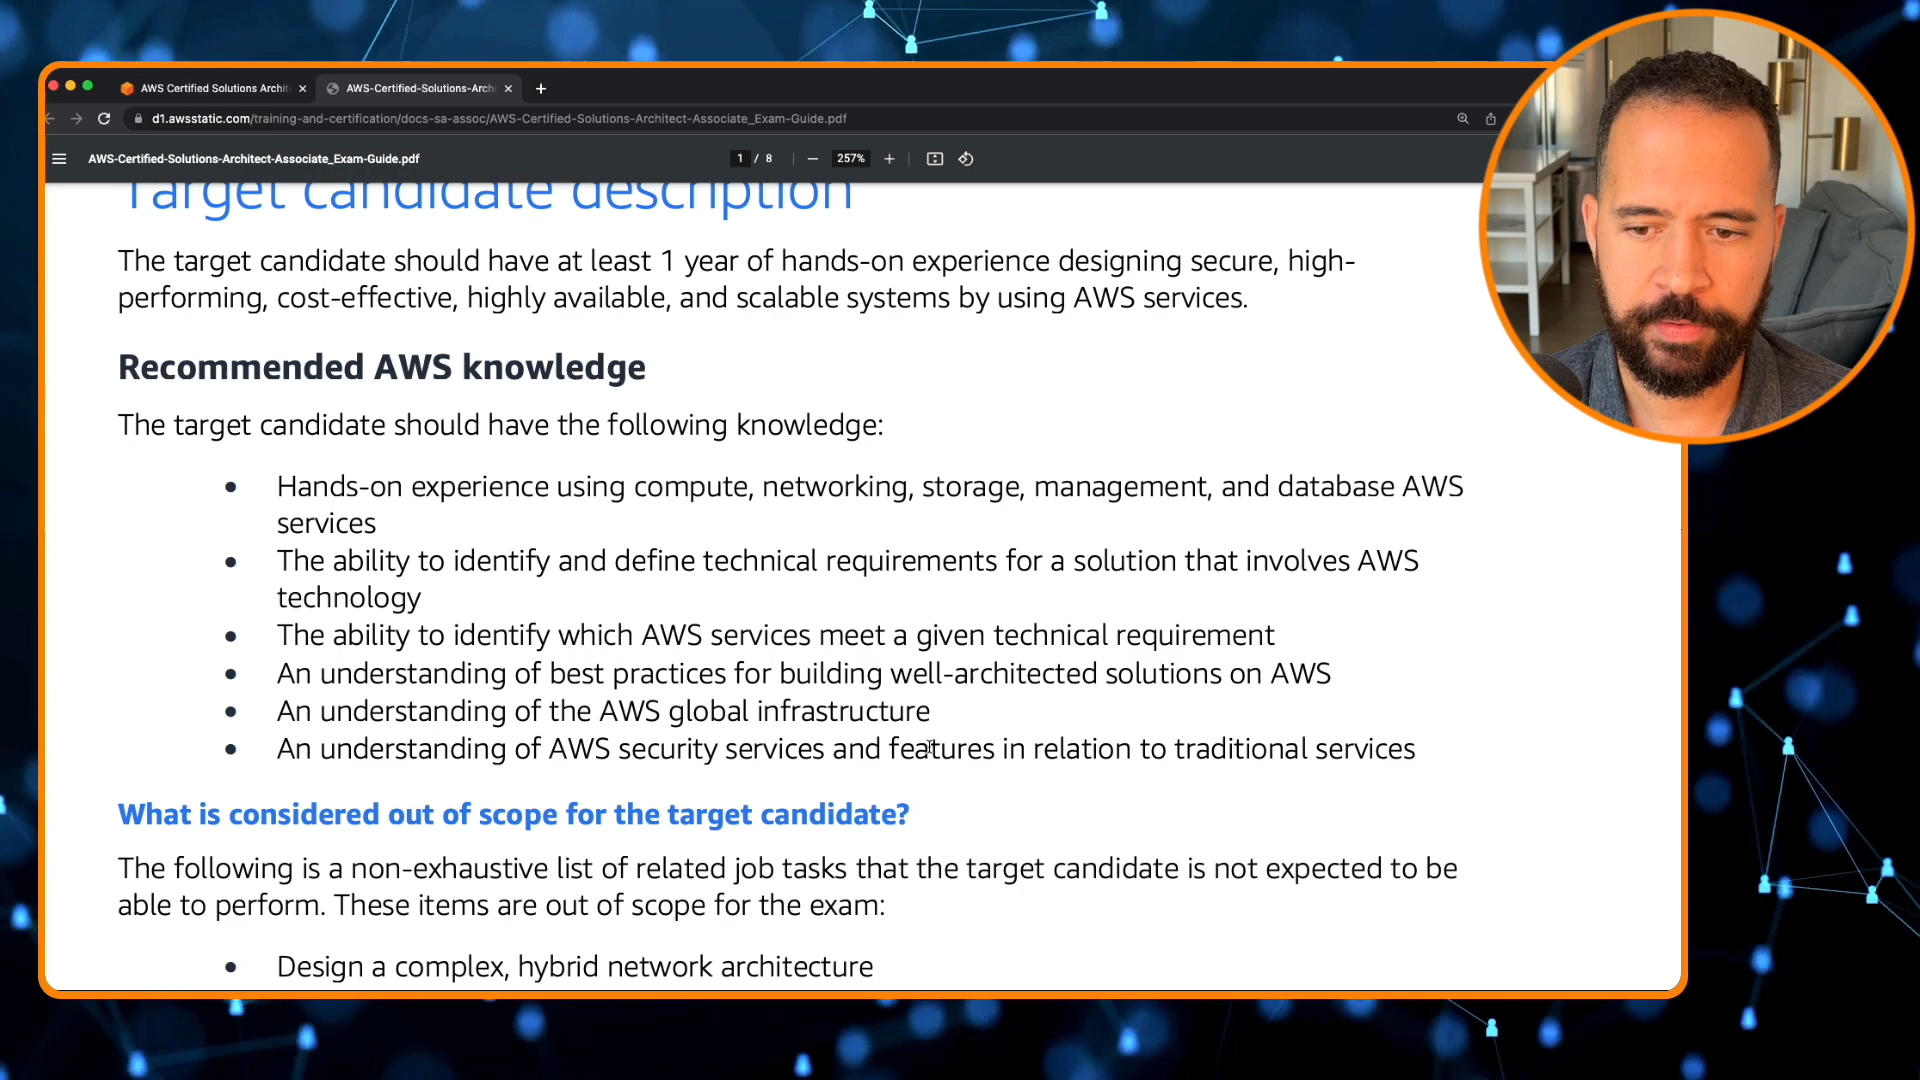 AWS Certified Solutions Archit
AWS-Certified-Solutions-Archi
d1.awsstatic.com/training-and-certification/docs-sa-assoc/AWS-Certified-Solutions-Architect-Associate_Exam-Guide.pdf
AWS-Certified-Solutions-Architect-Associate_Exam-Guide.pdf
1 / 8
257%
Target candidate description
The target candidate should have at least 1 year of hands-on experience designing secure, high-
performing, cost-effective, highly available, and scalable systems by using AWS services.
Recommended AWS knowledge
The target candidate should have the following knowledge:
• Hands-on experience using compute, networking, storage, management, and database AWS
services
• The ability to identify and define technical requirements for a solution that involves AWS
technology
• The ability to identify which AWS services meet a given technical requirement
• An understanding of best practices for building well-architected solutions on AWS
• An understanding of the AWS global infrastructure
• An understanding of AWS security services and features in relation to traditional services
What is considered out of scope for the target candidate?
The following is a non-exhaustive list of related job tasks that the target candidate is not expected to be
able to perform. These items are out of scope for the exam:
• Design a complex, hybrid network architecture